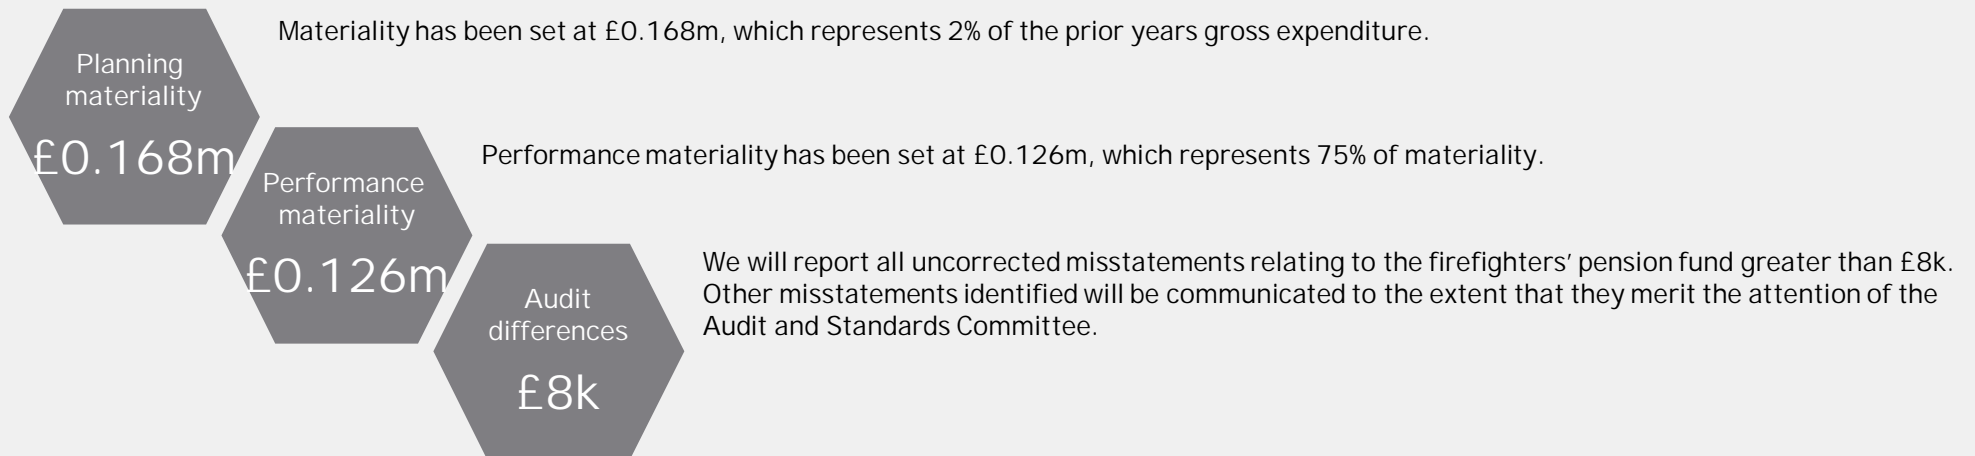 Materiality has been set at £0.168m, which represents 2% of the prior years gross expenditure.
Planning
materiality
£0.168m
Performance materiality has been set at £0.126m, which represents 75% of materiality.
Performance
materiality
£0.126m
We will report all uncorrected misstatements relating to the firefighters’ pension fund greater than £8k.
Other misstatements identified will be communicated to the extent that they merit the attention of the
Audit and Standards Committee.
Audit
differences
£8k